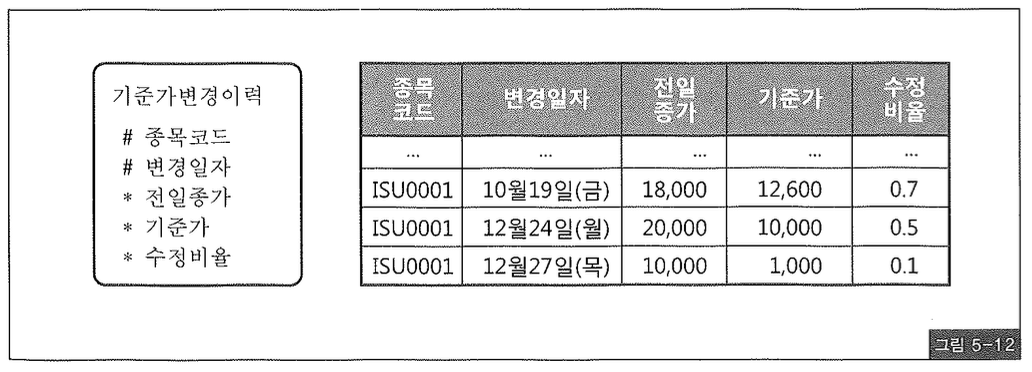 기준가변경이력
# 종목코드
# 변경일자
* 전일종가
* 기준가
* 수정비율
종목코드 변경일자 전일종가 기준가 수정비율
... ... ... ... ...
ISU0001 10월19일(금) 18,000 12,600 0.7
ISU0001 12월24일(월) 20,000 10,000 0.5
ISU0001 12월27일(목) 10,000 1,000 0.1
그림 5-12